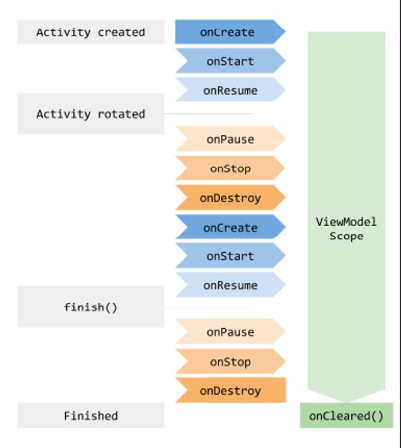 Activity created
onCreate
onStart
onResume
Activity rotated
onPause
onStop
onDestroy
onCreate
onStart
onResume
finish()
onPause
onStop
onDestroy
Finished
ViewModel
Scope
onCleared()